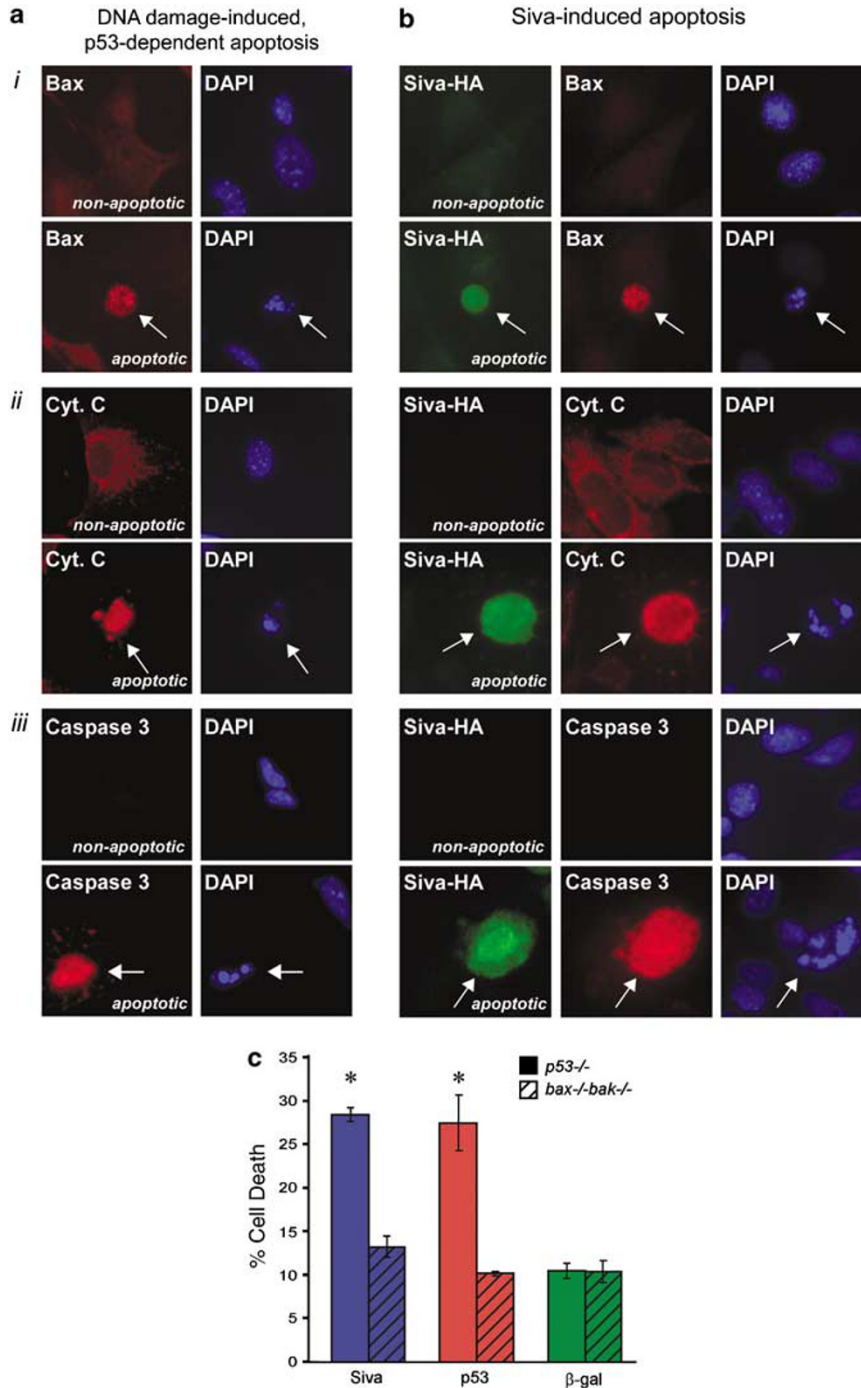 a
DNA damage-induced,
p53-dependent apoptosis
b
Siva-induced apoptosis
i
Bax
DAPI
Siva-HA
Bax
DAPI
non-apoptotic
non-apoptotic
Bax
DAPI
Siva-HA
Bax
DAPI
apoptotic
apoptotic
ii
Cyt. C
DAPI
Siva-HA
Cyt. C
DAPI
non-apoptotic
non-apoptotic
Cyt. C
DAPI
Siva-HA
Cyt. C
DAPI
apoptotic
apoptotic
iii
Caspase 3
DAPI
Siva-HA
Caspase 3
DAPI
non-apoptotic
non-apoptotic
Caspase 3
DAPI
Siva-HA
Caspase 3
DAPI
apoptotic
apoptotic
c
% Cell Death
35
30
25
20
15
10
5
0
*
*
p53-/-
bax-/-bak-/-
Siva
p53
β-gal